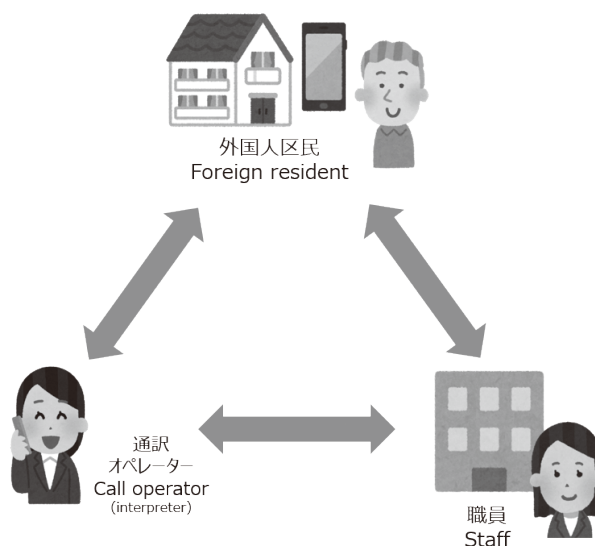 外国人区民
Foreign resident
通訳
オペレーター
Call operator
(interpreter)
職員
Staff